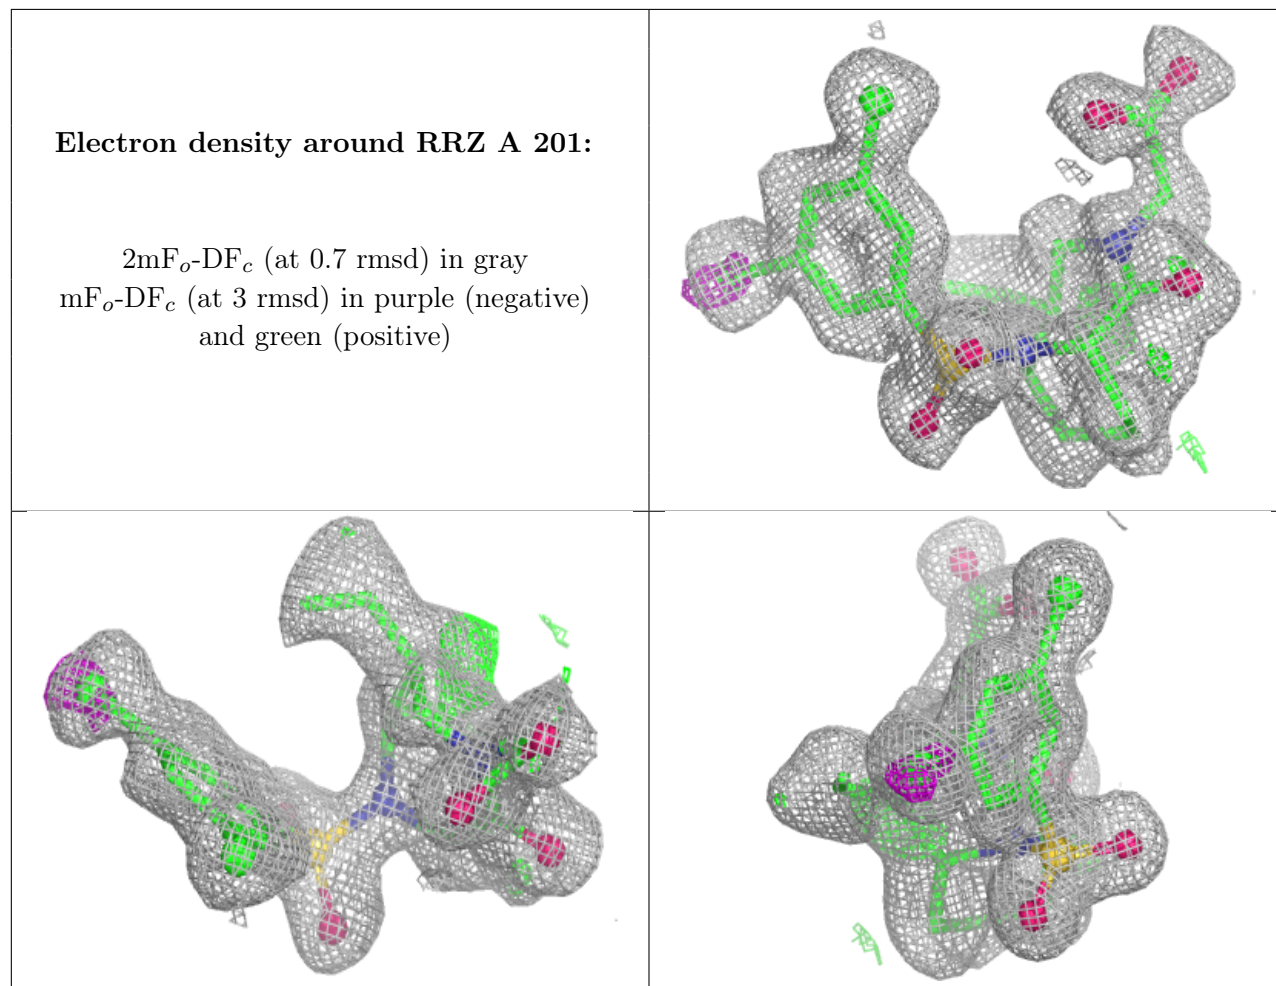 Electron density around RRZ A 201:
2mFo-DFc (at 0.7 rmsd) in gray
mFo-DFc (at 3 rmsd) in purple (negative)
and green (positive)